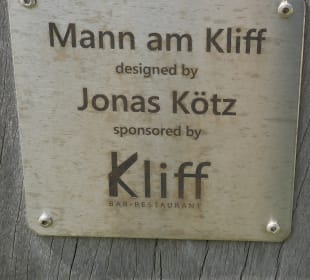 Mann am Kliff
designed by
Jonas Kötz
sponsored by
Kliff
BAR-RESTAURANT